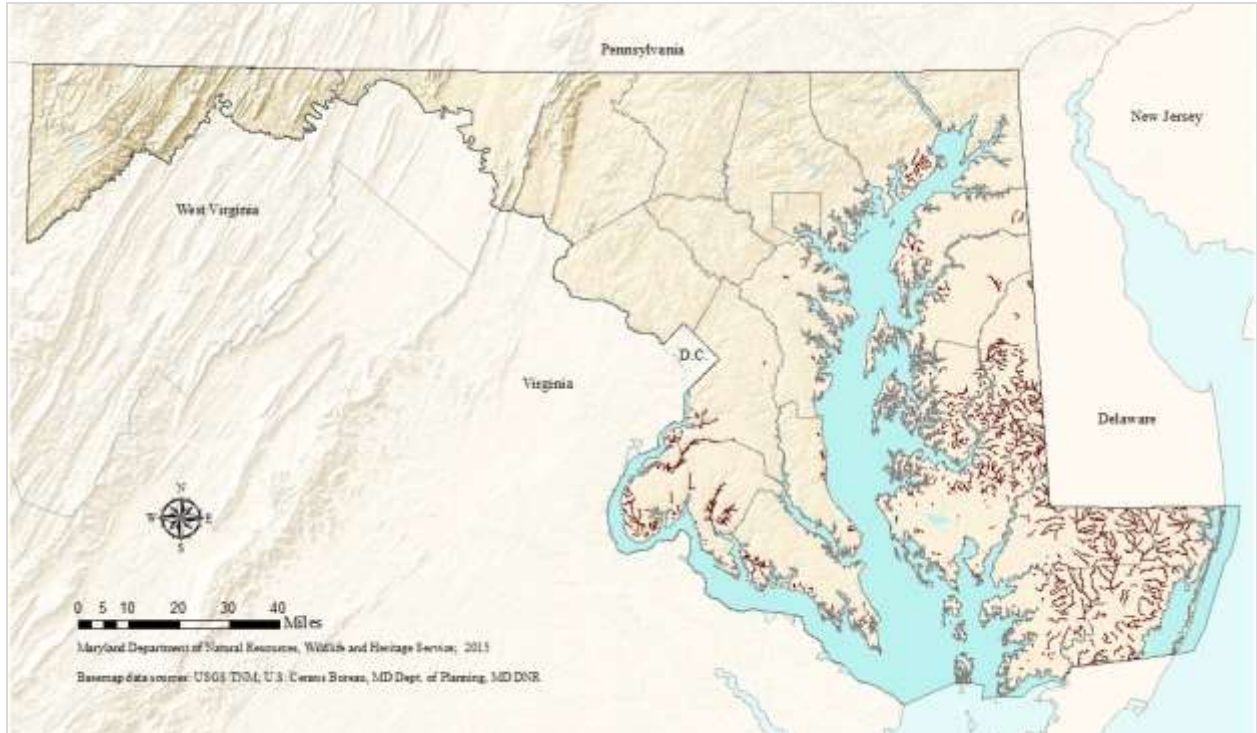 Pennsylvania
New Jersey
West Virginia
D.C.
Virginia
Delaware
N
W E
S
0 5 10 20 30 40
Miles
Maryland Department of Natural Resources, Wildlife and Heritage Service; 2015
Basemap data sources: USGS TNM, U.S. Census Bureau, MD Dept. of Planning, MD DNR